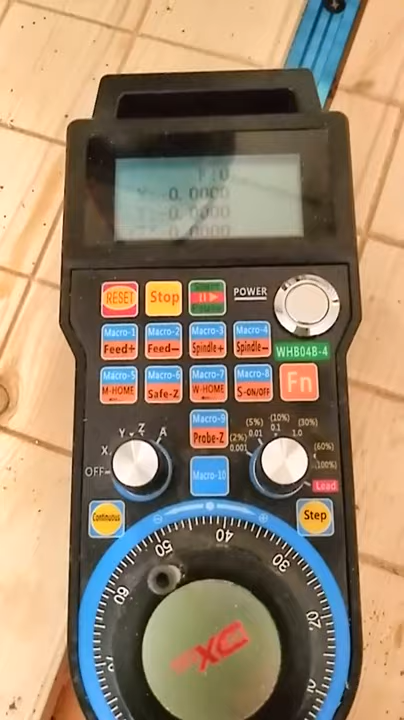 0.0000
0.0000
0.0000
RESET
Stop
POWER
Macro-1
Feed+
Macro-2
Feed−
Macro-3
Spindle+
Macro-4
Spindle−
WHB04B-4
Macro-5
M-HOME
Macro-6
Safe-Z
Macro-7
W-HOME
Macro-8
S-ON/OFF
Fn
Macro-9
Probe-Z
Macro-10
OFF
X
Y
Z
A
(2%)
0.001
(5%)
0.01
(10%)
0.1
(30%)
1.0
(60%)
(100%)
Lead
Continuous
Step
60
50
40
30
20
XC